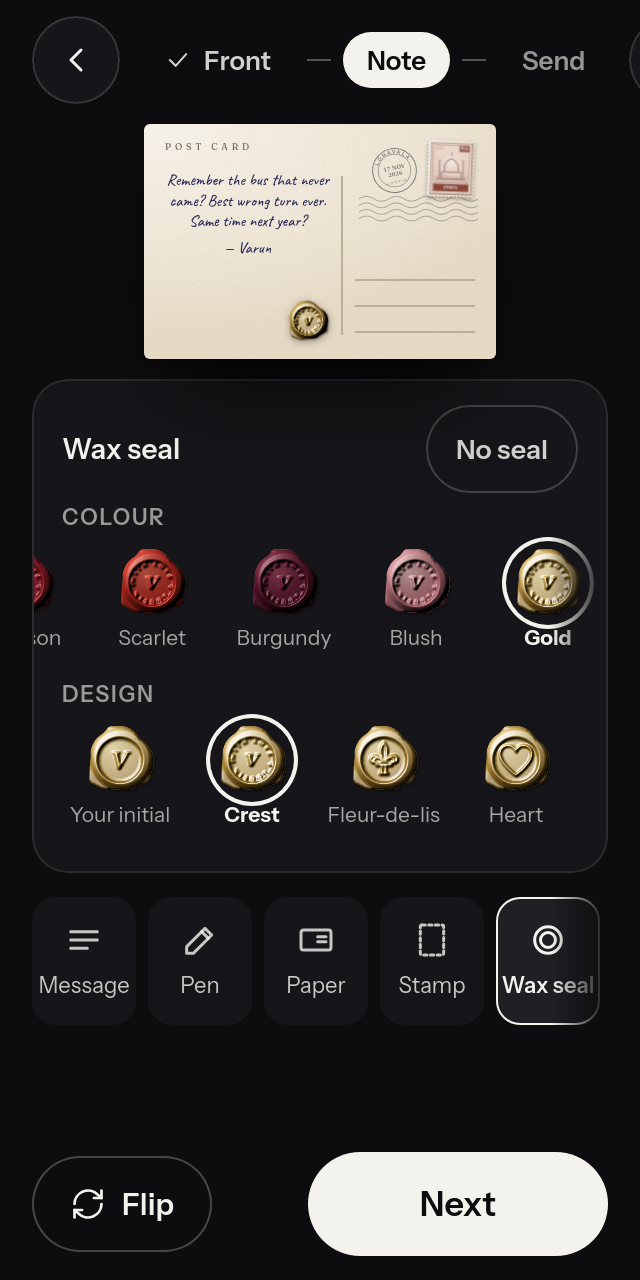 Front
Note
Send
POST CARD
LONAVALA
17 NOV
2026
Remember the bus that never
came? Best wrong turn ever.
Same time next year?
— Varun
V
Wax seal
No seal
COLOUR
son
Scarlet
Burgundy
Blush
Gold
DESIGN
Your initial
Crest
Fleur-de-lis
Heart
Message
Pen
Paper
Stamp
Wax seal
Flip
Next